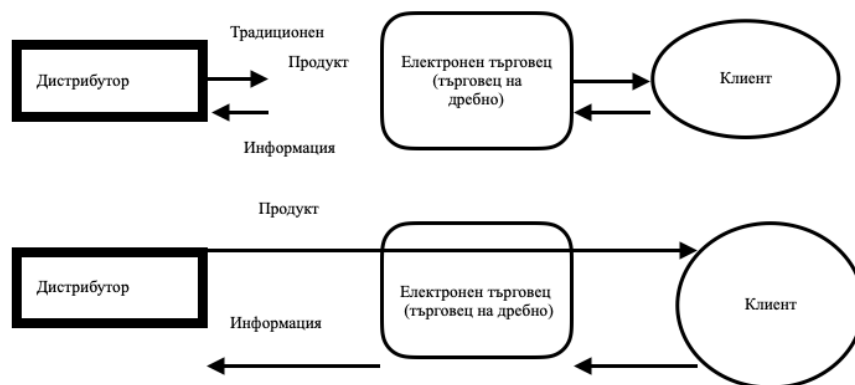 Традиционен
Продукт
Дистрибутор
Електронен търговец
(търговец на
дребно)
Клиент
Информация
Продукт
Дистрибутор
Електронен търговец
(търговец на дребно)
Клиент
Информация